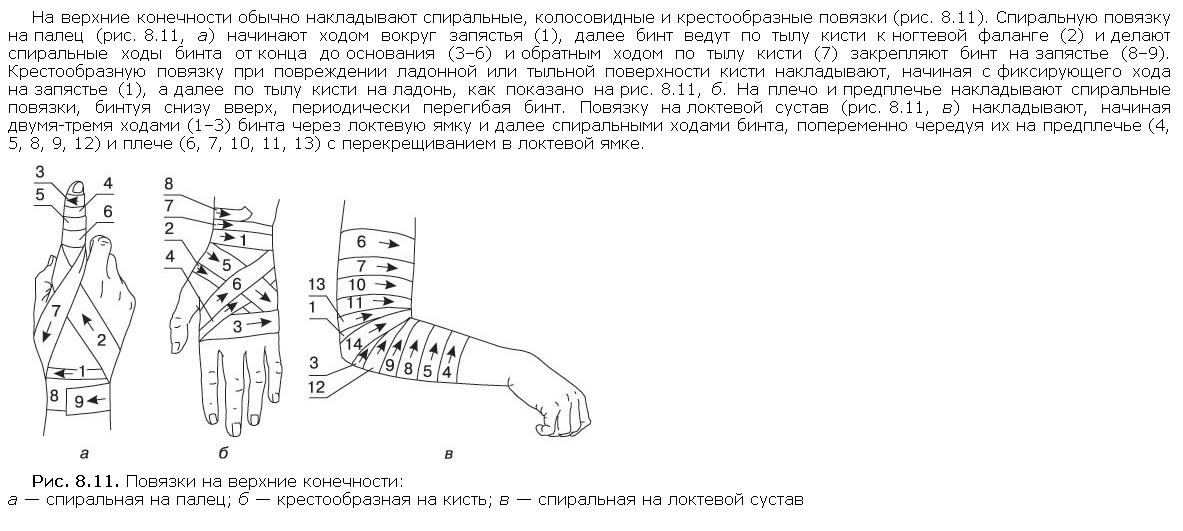 На верхние конечности обычно накладывают спиральные, колосовидные и крестообразные повязки (рис. 8.11). Спиральную повязку
на палец (рис. 8.11, а) начинают ходом вокруг запястья (1), далее бинт ведут по тылу кисти к ногтевой фаланге (2) и делают
спиральные ходы бинта от конца до основания (3–6) и обратным ходом по тылу кисти (7) закрепляют бинт на запястье (8–9).
Крестообразную повязку при повреждении ладонной или тыльной поверхности кисти накладывают, начиная с фиксирующего хода
на запястье (1), а далее по тылу кисти на ладонь, как показано на рис. 8.11, б. На плечо и предплечье накладывают спиральные
повязки, бинтуя снизу вверх, периодически перегибая бинт. Повязку на локтевой сустав (рис. 8.11, в) накладывают, начиная
двумя-тремя ходами (1–3) бинта через локтевую ямку и далее спиральными ходами бинта, попеременно чередуя их на предплечье (4,
5, 8, 9, 12) и плече (6, 7, 10, 11, 13) с перекрещиванием в локтевой ямке.
3
5
4
6
7
2
1
8
9
а
8
7
2
4
1
5
6
3
б
6
7
10
11
13
1
14
3
12
9
8
5
4
в
Рис. 8.11. Повязки на верхние конечности:
а — спиральная на палец; б — крестообразная на кисть; в — спиральная на локтевой сустав